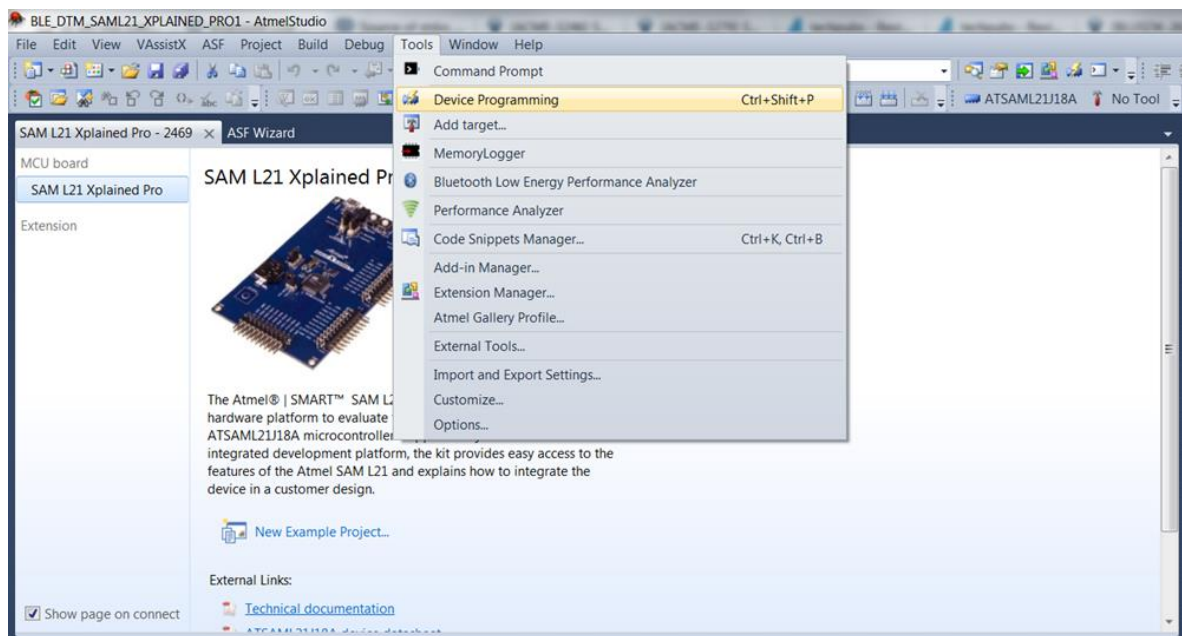 BLE_DTM_SAML21_XPLAINED_PRO1 - AtmelStudio
File Edit View VAssistX ASF Project Build Debug Tools Window Help
Command Prompt
Device Programming Ctrl+Shift+P
ATSAML21J18A No Tool
Add target...
SAM L21 Xplained Pro - 2469 ASF Wizard
MemoryLogger
MCU board
SAM L21 Xplained Pr
Bluetooth Low Energy Performance Analyzer
SAM L21 Xplained Pro
Performance Analyzer
Extension
Code Snippets Manager... Ctrl+K, Ctrl+B
Add-in Manager...
Extension Manager...
Atmel Gallery Profile...
External Tools...
Import and Export Settings...
Customize...
Options...
The Atmel® | SMART™ SAM L2
hardware platform to evaluate
ATSAML21J18A microcontroller
integrated development platform, the kit provides easy access to the
features of the Atmel SAM L21 and explains how to integrate the
device in a customer design.
New Example Project...
External Links:
Show page on connect
Technical documentation